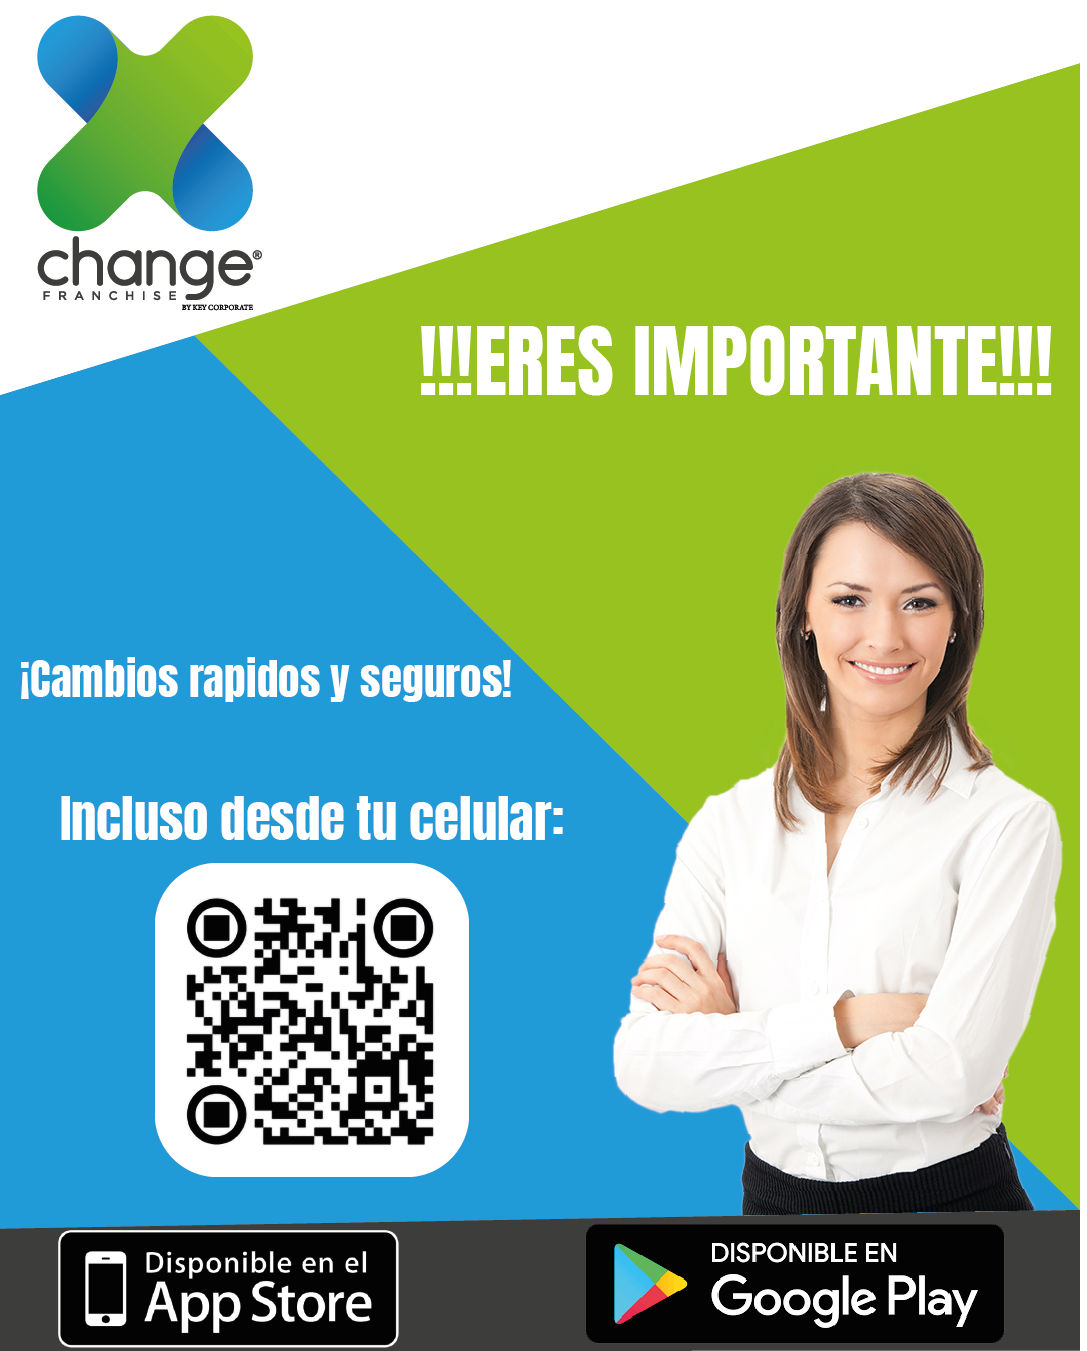 change®
FRANCHISE
BY KEY CORPORATE
!!!ERES IMPORTANTE!!!
¡Cambios rapidos y seguros!
Incluso desde tu celular:
Disponible en el
App Store
DISPONIBLE EN
Google Play